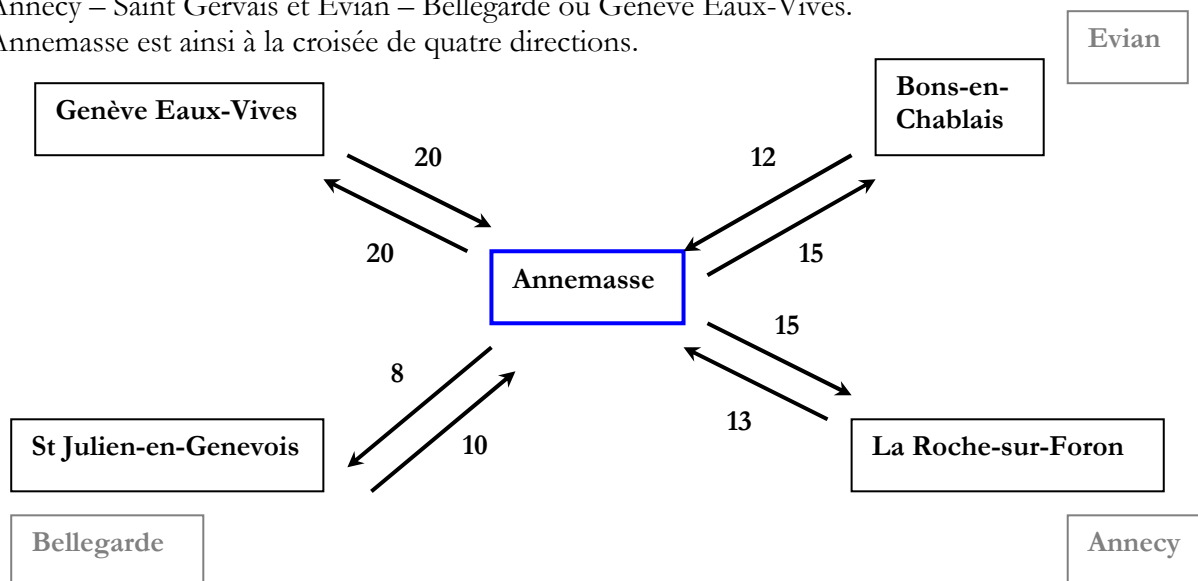 Annecy – Saint Gervais et Evian – Bellegarde ou Genève Eaux-Vives.
Annemasse est ainsi à la croisée de quatre directions.
Evian
Bons-en-
Chablais
Genève Eaux-Vives
20
12
20
15
Annemasse
15
8
13
10
St Julien-en-Genevois
La Roche-sur-Foron
Bellegarde
Annecy